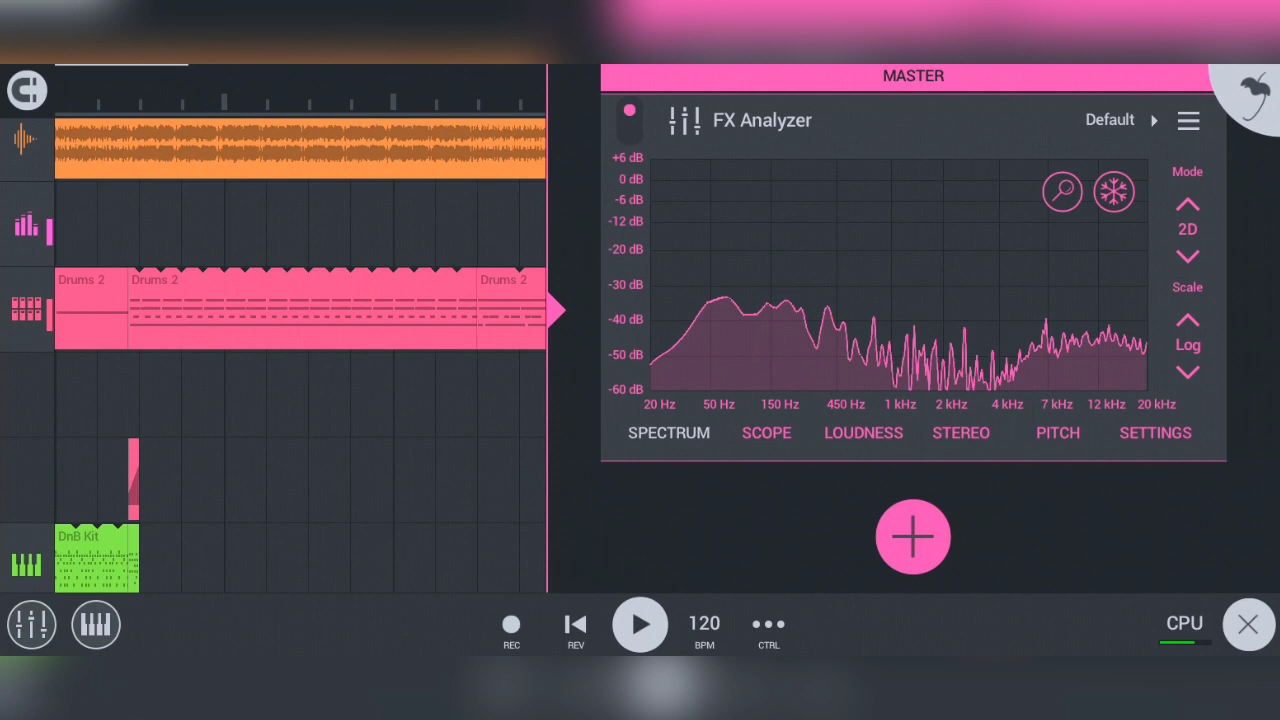 MASTER
FX Analyzer
Default
+6 dB
0 dB
-6 dB
-12 dB
-20 dB
-30 dB
-40 dB
-50 dB
-60 dB
20 Hz 50 Hz 150 Hz 450 Hz 1 kHz 2 kHz 4 kHz 7 kHz 12 kHz 20 kHz
Mode
2D
Scale
Log
SPECTRUM SCOPE LOUDNESS STEREO PITCH SETTINGS
Drums 2 Drums 2 Drums 2
DnB Kit
REC
REV
120
BPM
CTRL
CPU